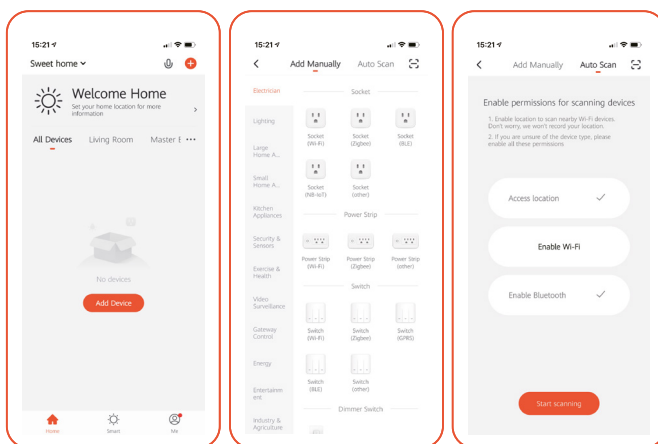 15:21
Sweet home
Welcome Home
Set your home location for more
information
All Devices Living Room Master E
No devices
Add Device
Home Smart Me
15:21
Add Manually Auto Scan
Electrician
Lighting
Large
Home A...
Small
Home A...
Kitchen
Appliances
Security &
Sensors
Exercise &
Health
Video
Surveillance
Gateway
Control
Energy
Entertainm
ent
Industry &
Agriculture
Socket
Socket
(Wi-Fi)
Socket
(Zigbee)
Socket
(BLE)
Socket
(NB-IoT)
Socket
(other)
Power Strip
Power Strip
(Wi-Fi)
Power Strip
(Zigbee)
Power Strip
(other)
Switch
Switch
(Wi-Fi)
Switch
(Zigbee)
Switch
(GPRS)
Switch
(BLE)
Switch
(other)
Dimmer Switch
15:21
Add Manually Auto Scan
Enable permissions for scanning devices
1. Enable location to scan nearby Wi-Fi devices.
Don't worry, we won't record your location.
2. If you are unsure of the device type, please
enable all these permissions
Access location
Enable Wi-Fi
Enable Bluetooth
Start scanning